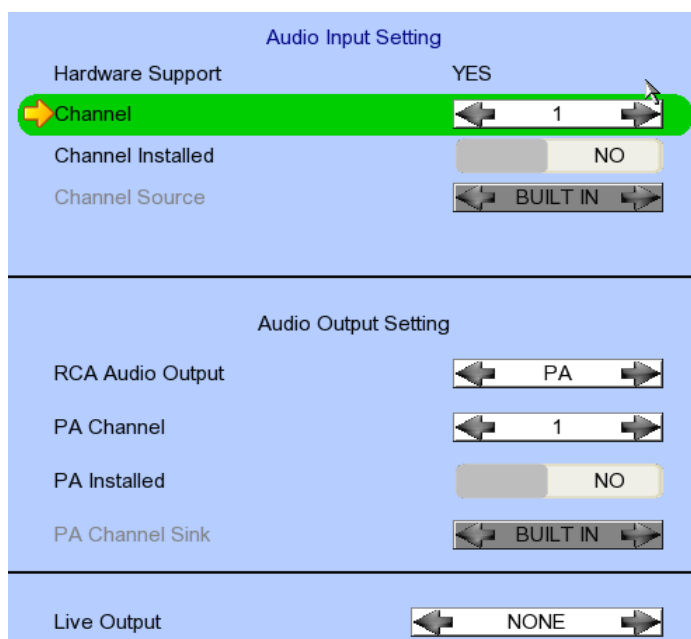 Audio Input Setting
Hardware Support YES
Channel 1
Channel Installed NO
Channel Source BUILT IN
Audio Output Setting
RCA Audio Output PA
PA Channel 1
PA Installed NO
PA Channel Sink BUILT IN
Live Output NONE